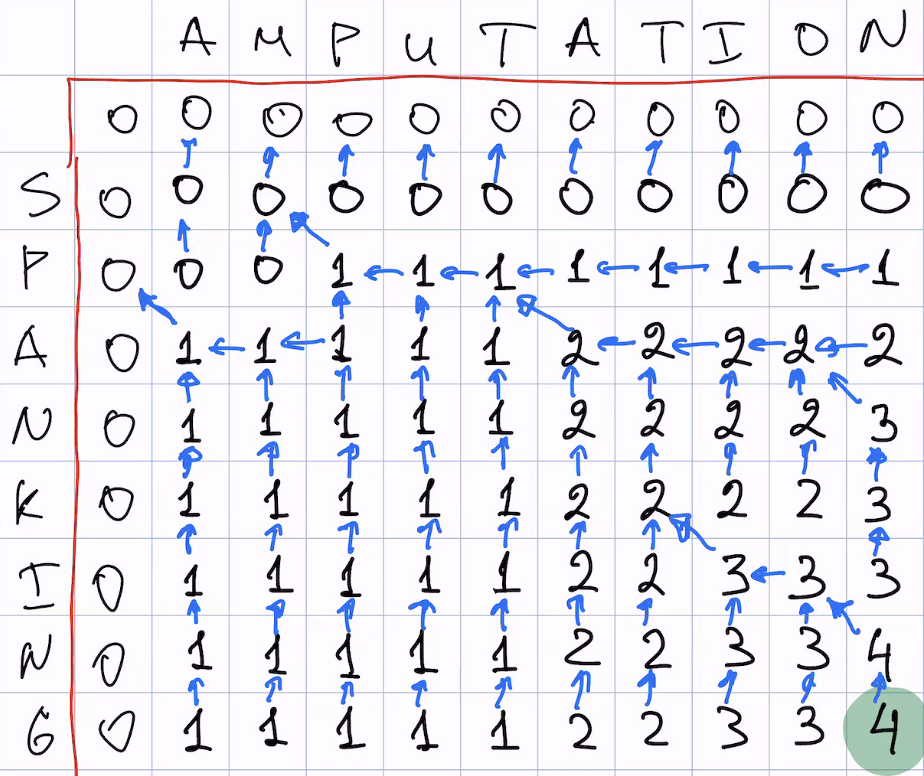 A M P U T A T I O N
0 0 0 0 0 0 0 0 0 0 0
S 0 0 0 0 0 0 0 0 0 0 0
P 0 0 0 1 1 1 1 1 1 1 1
A 0 1 1 1 1 1 2 2 2 2 2
N 0 1 1 1 1 1 2 2 2 2 3
K 0 1 1 1 1 1 2 2 2 2 3
I 0 1 1 1 1 1 2 2 3 3 3
N 0 1 1 1 1 1 2 2 3 3 4
G 0 1 1 1 1 1 2 2 3 3 4